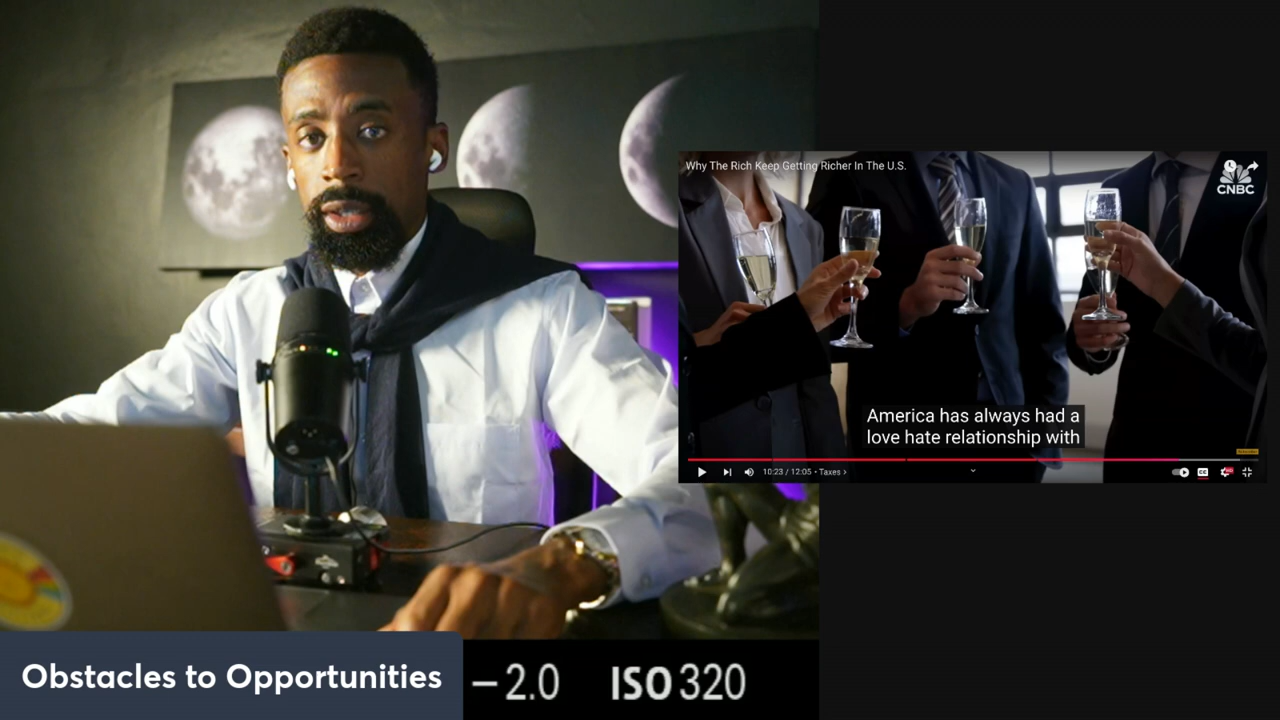 Why The Rich Keep Getting Richer In The U.S.
CNBC
America has always had a
love hate relationship with
10:23 / 12:05 • Taxes ›
Obstacles to Opportunities
– 2.0 ISO 320